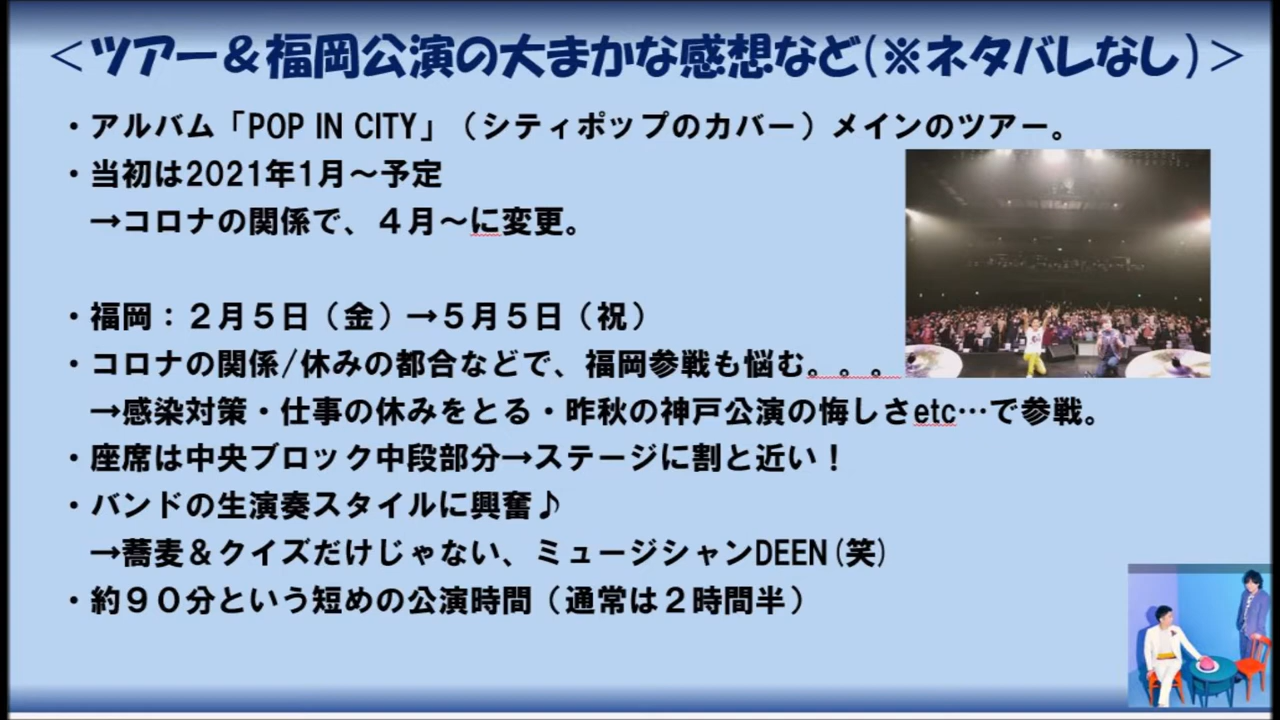 ＜ツアー＆福岡公演の大まかな感想など(※ネタバレなし)＞
・アルバム「POP IN CITY」（シティポップのカバー）メインのツアー。
・当初は2021年1月～予定
→コロナの関係で、４月～に変更。
・福岡：２月５日（金）→５月５日（祝）
・コロナの関係/休みの都合などで、福岡参戦も悩む。。。
→感染対策・仕事の休みをとる・昨秋の神戸公演の悔しさetc…で参戦。
・座席は中央ブロック中段部分→ステージに割と近い！
・バンドの生演奏スタイルに興奮♪
→蕎麦＆クイズだけじゃない、ミュージシャンDEEN(笑)
・約９０分という短めの公演時間（通常は２時間半）